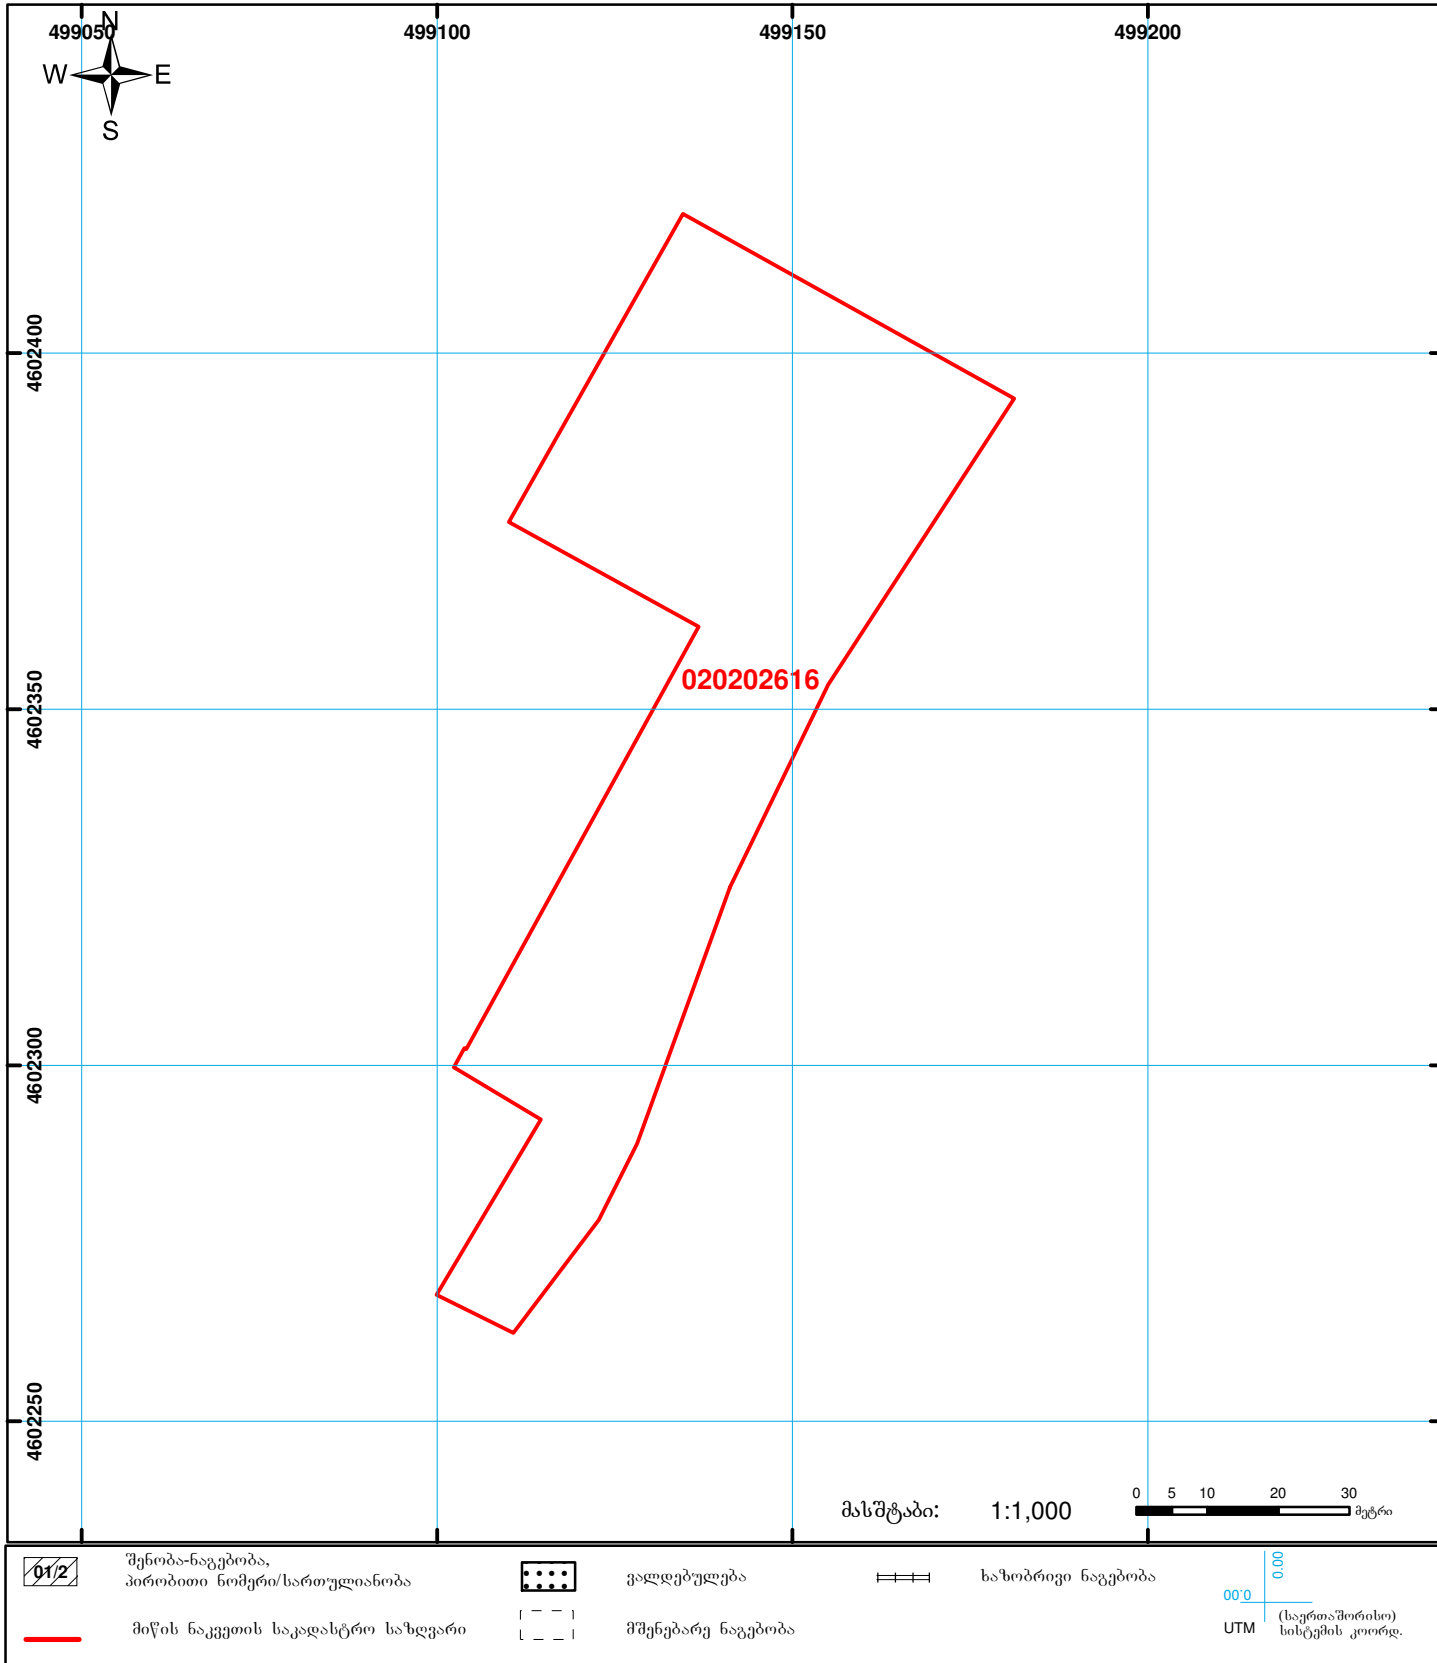 499050
499100
499150
499200
N
W
E
S
4602400
4602350
4602300
4602250
020202616
მასშტაბი:
1:1,000
0 5 10 20 30
მეტრი
01/2
შენობა-ნაგებობა,
პირობითი ნომერი/სართულიანობა
ვალდებულება
ხაზობრივი ნაგებობა
მიწის ნაკვეთის საკადასტრო საზღვარი
მშენებარე ნაგებობა
00.0
00.0
UTM
(საერთაშორისო)
სისტემის კოორდ.